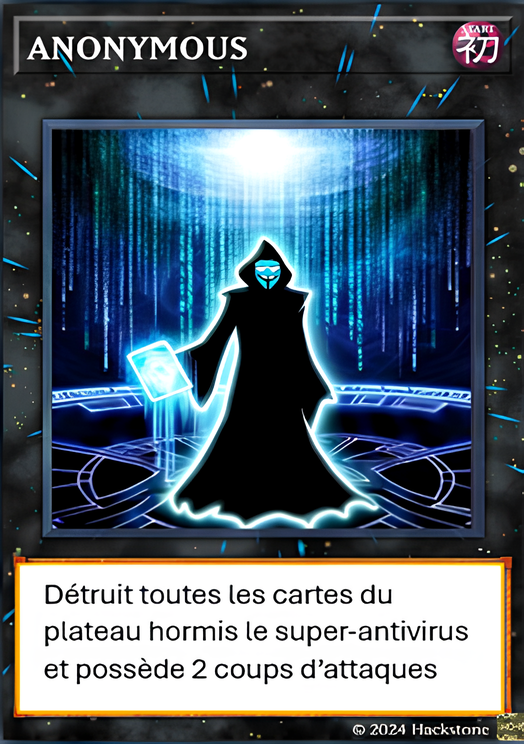 ANONYMOUS
START
初
Détruit toutes les cartes du
plateau hormis le super-antivirus
et possède 2 coups d’attaques
© 2024 Hackstone